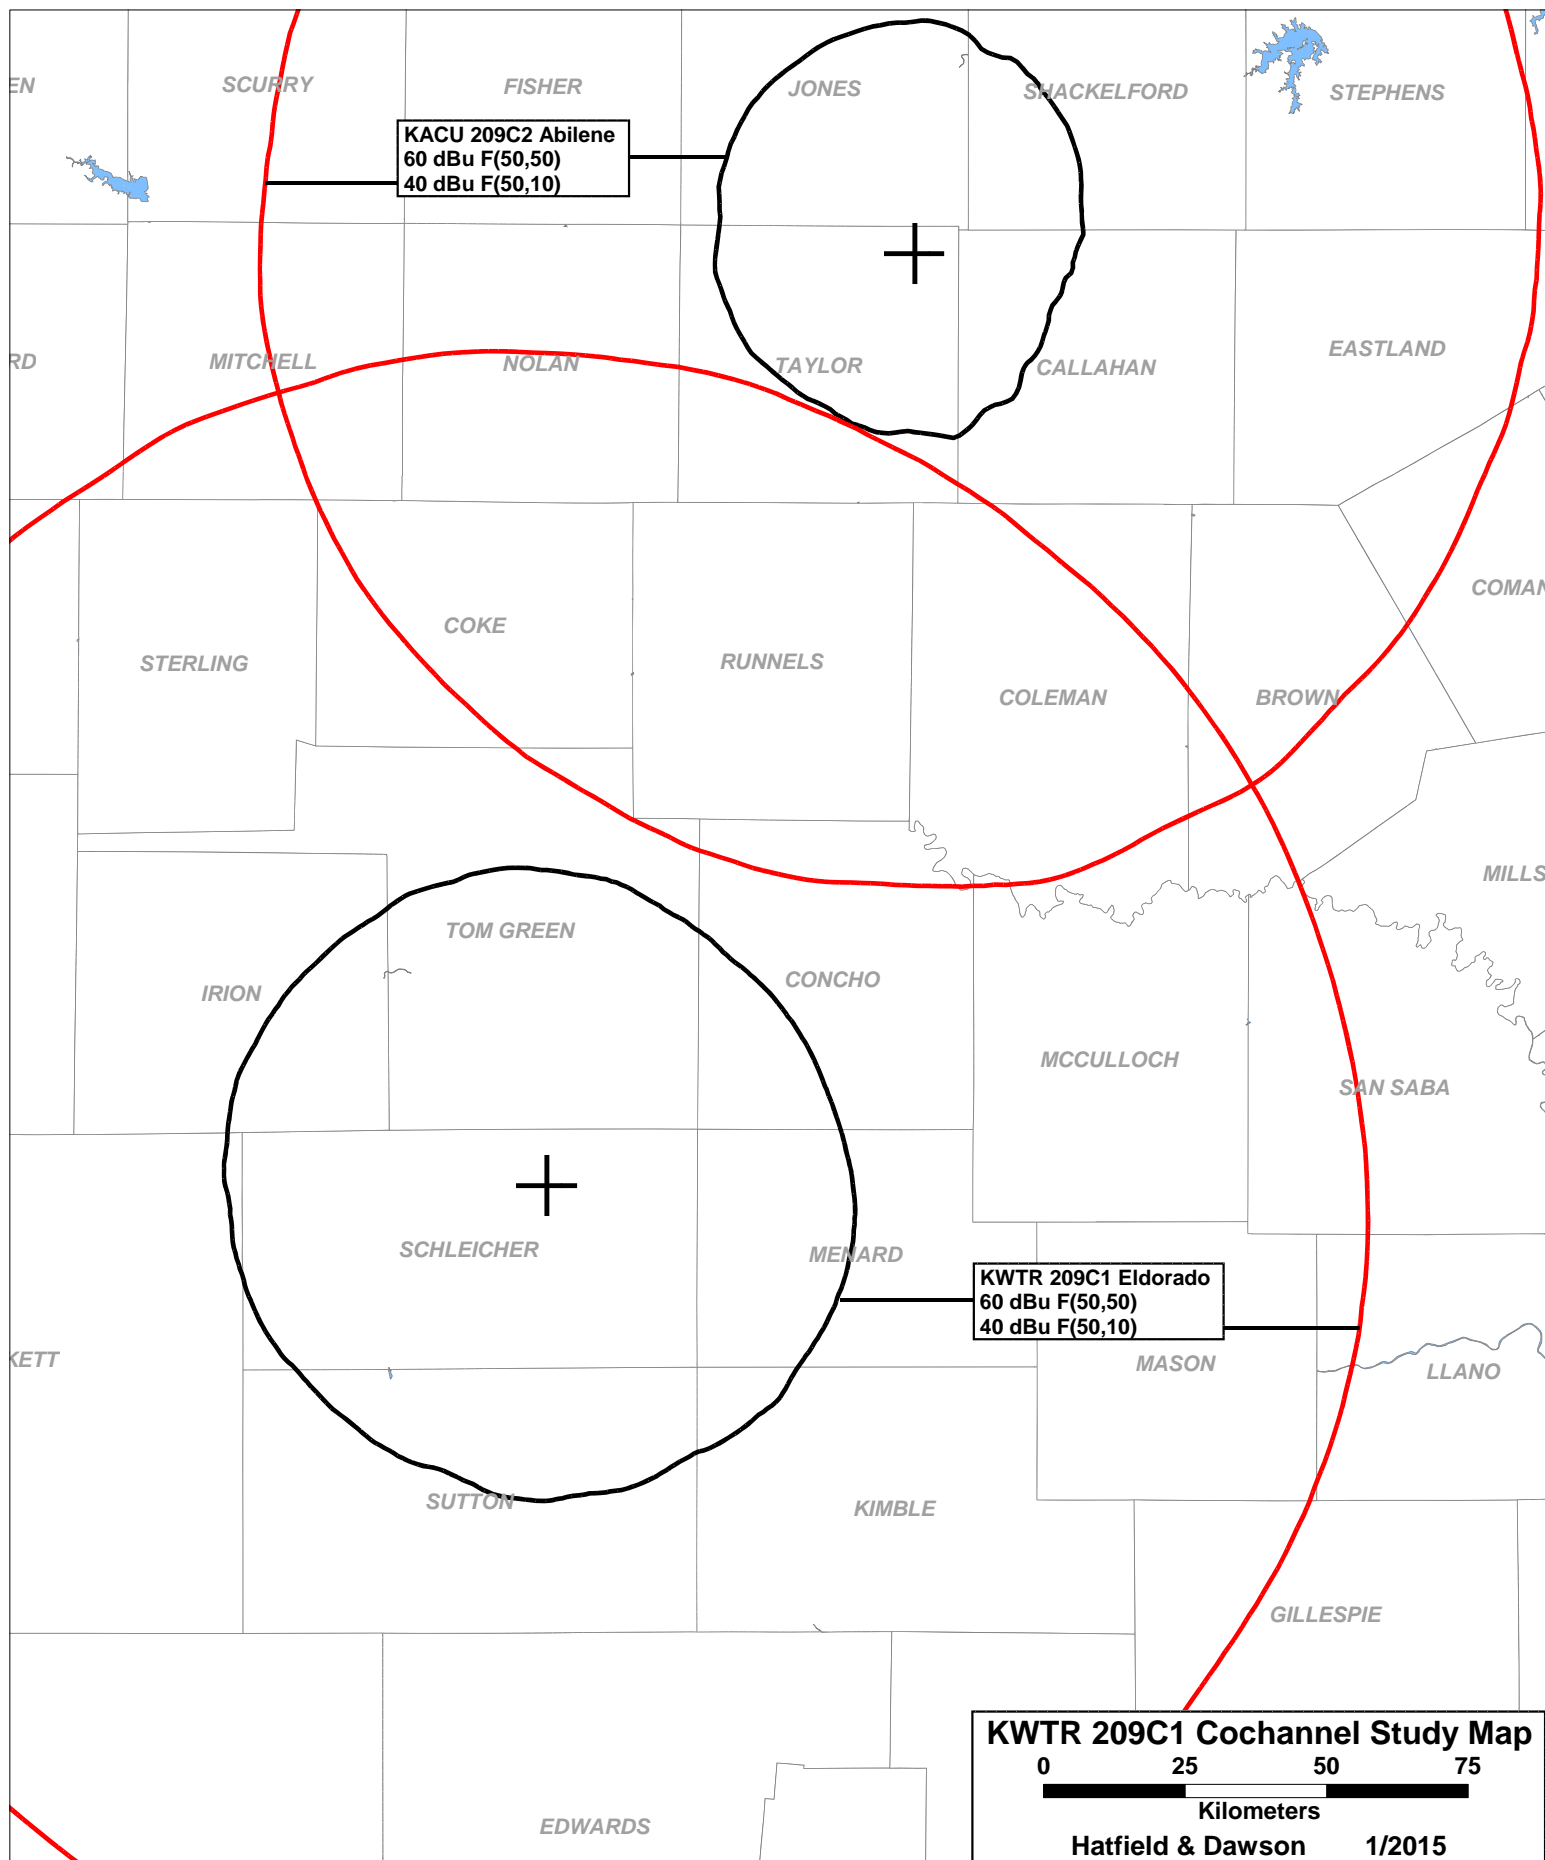 EN
SCURRY
FISHER
JONES
SHACKELFORD
STEPHENS
KACU 209C2 Abilene
60 dBu F(50,50)
40 dBu F(50,10)
RD
MITCHELL
NOLAN
TAYLOR
CALLAHAN
EASTLAND
COMAN
STERLING
COKE
RUNNELS
COLEMAN
BROWN
MILLS
TOM GREEN
IRION
CONCHO
MCCULLOCH
SAN SABA
SCHLEICHER
MENARD
KWTR 209C1 Eldorado
60 dBu F(50,50)
40 dBu F(50,10)
KETT
MASON
LLANO
SUTTON
KIMBLE
GILLESPIE
EDWARDS
KWTR 209C1 Cochannel Study Map
0 25 50 75
Kilometers
Hatfield & Dawson 1/2015